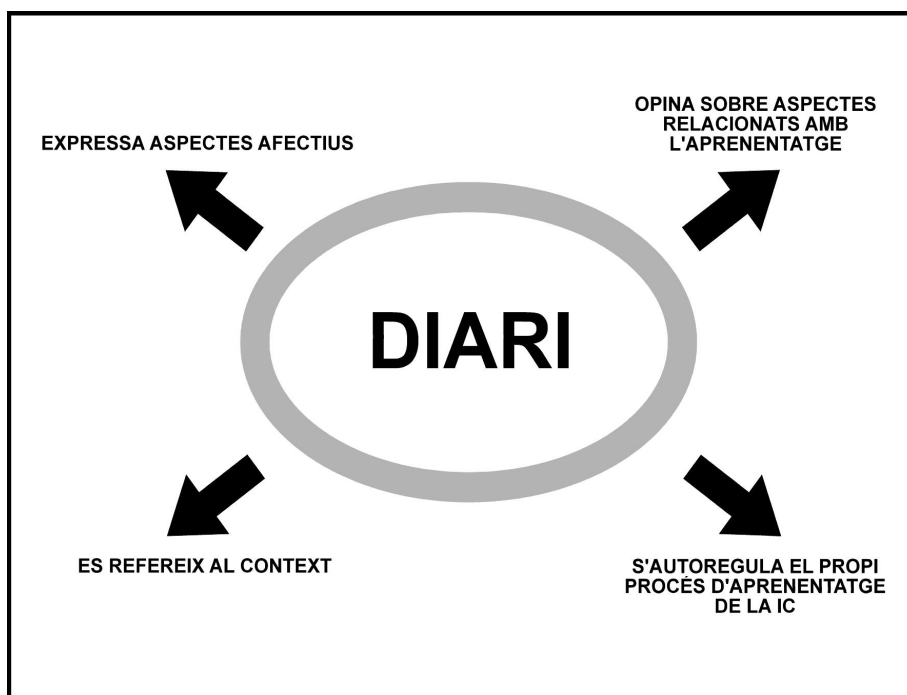 EXPRESSA ASPECTES AFECTIUS
OPINA SOBRE ASPECTES
RELACIONATS AMB
L'APRENENTATGE
DIARI
ES REFEREIX AL CONTEXT
S'AUTOREGULA EL PROPI
PROCÉS D'APRENENTATGE
DE LA IC